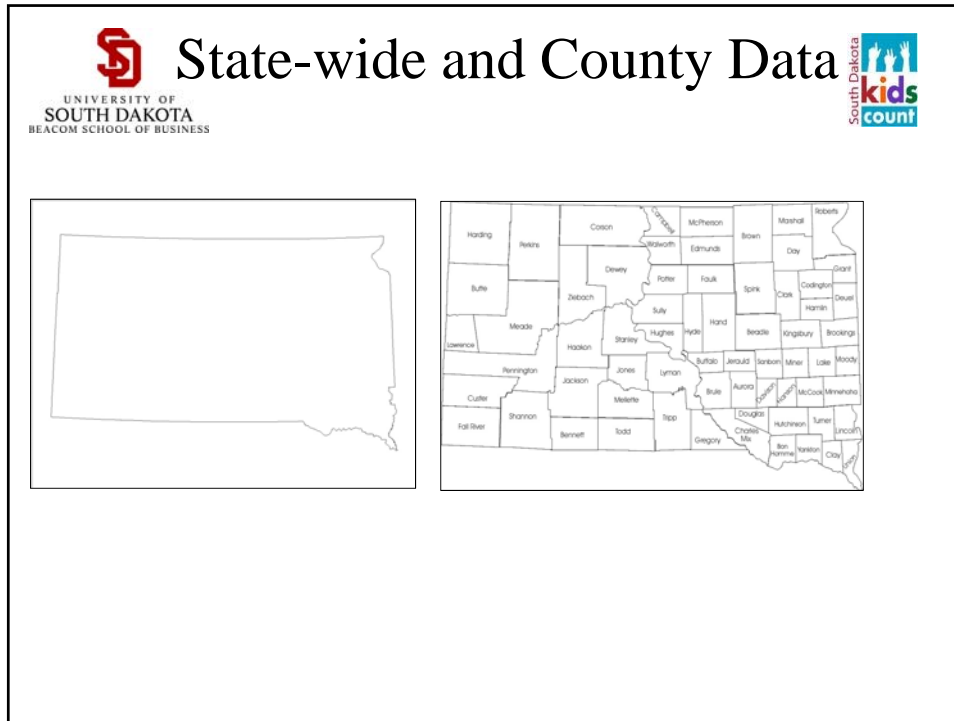 State-wide and County Data
UNIVERSITY OF
SOUTH DAKOTA
BEACOM SCHOOL OF BUSINESS
South Dakota
kids
count
Harding
Perkins
Corson
Campbell
McPherson
Brown
Marshall
Roberts
Walworth
Edmunds
Day
Butte
Dewey
Ziebach
Potter
Faulk
Spink
Clark
Codington
Grant
Hamlin
Deuel
Meade
Sully
Hughes
Hyde
Hand
Beadle
Kingsbury
Brookings
Lawrence
Haakon
Stanley
Pennington
Jackson
Jones
Lyman
Buffalo
Jerauld
Sanborn
Miner
Lake
Moody
Custer
Mellette
Brule
Aurora
Davison
Hanson
McCook
Minnehaha
Fall River
Shannon
Bennett
Todd
Tripp
Gregory
Douglas
Charles
Mix
Hutchinson
Turner
Lincoln
Bon
Homme
Yankton
Clay
Union